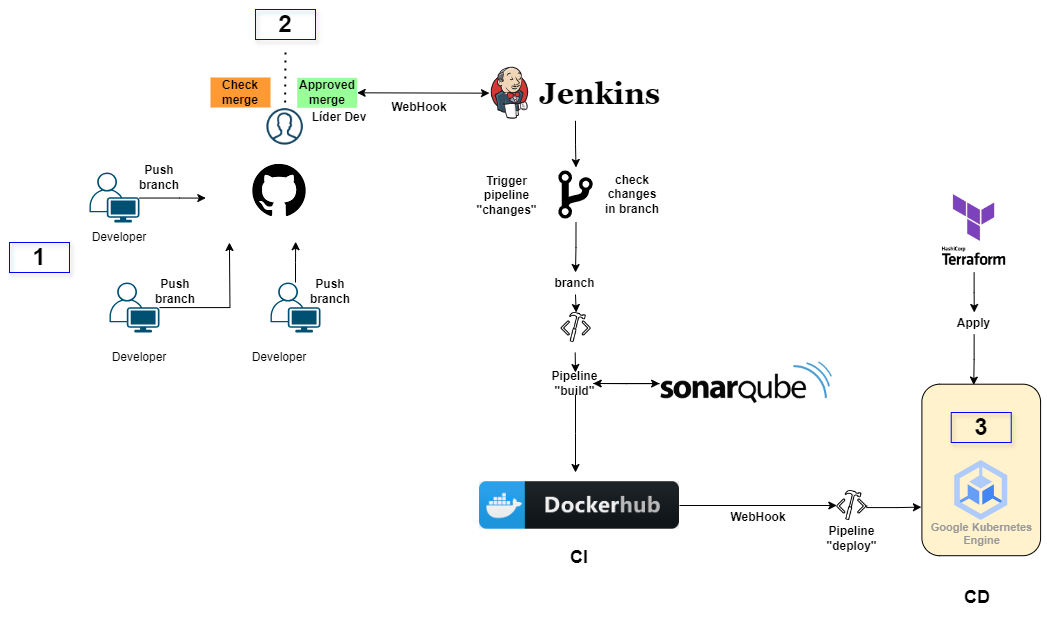 2
Check
merge
Approved
merge
Líder Dev
WebHook
Jenkins
Push
branch
Developer
1
Push
branch
Developer
Push
branch
Developer
Trigger
pipeline
"changes"
check
changes
in branch
branch
Pipeline
"build"
sonarqube
HashiCorp
Terraform
Apply
3
Google Kubernetes
Engine
Dockerhub
WebHook
Pipeline
"deploy"
CI
CD